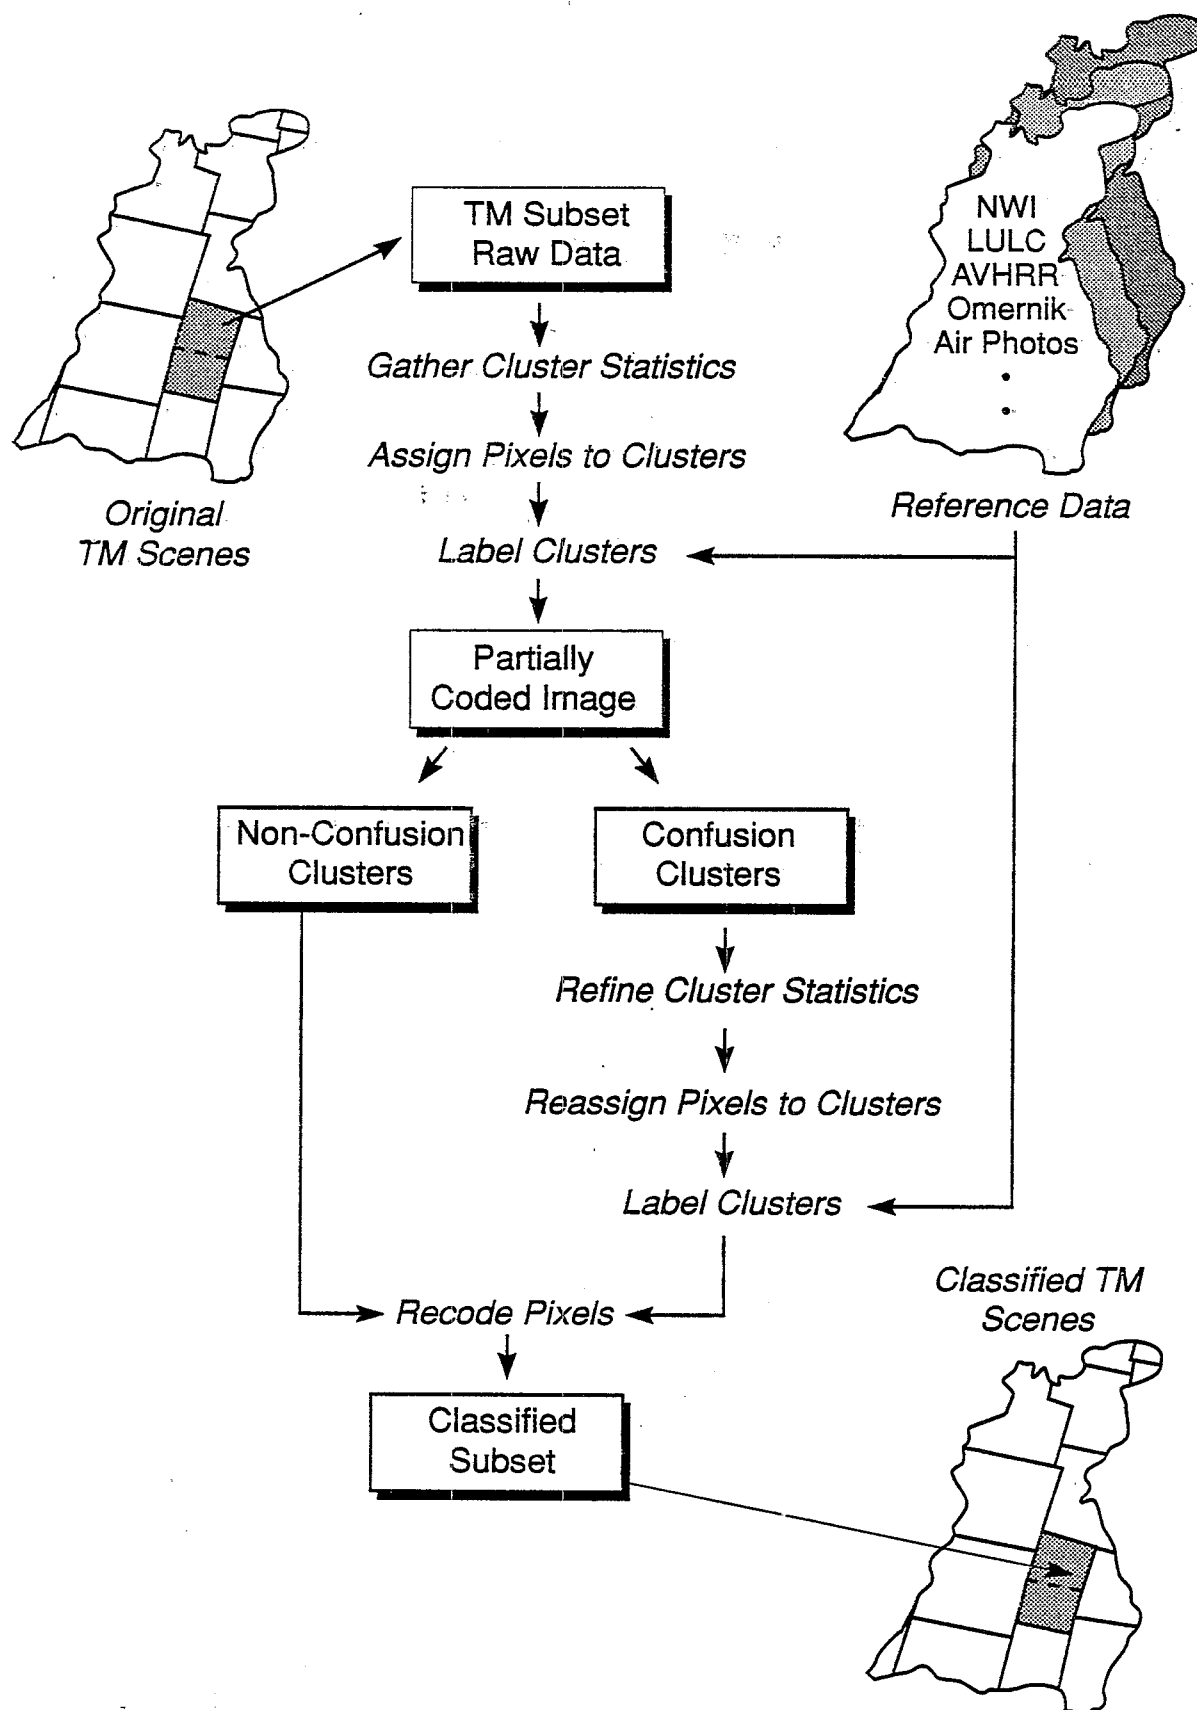 TM Subset
Raw Data
NWI
LULC
AVHRR
Omernik
Air Photos
Gather Cluster Statistics
Assign Pixels to Clusters
Original
TM Scenes
Reference Data
Label Clusters
Partially
Coded Image
Non-Confusion
Clusters
Confusion
Clusters
Refine Cluster Statistics
Reassign Pixels to Clusters
Label Clusters
Classified TM
Scenes
Recode Pixels
Classified
Subset